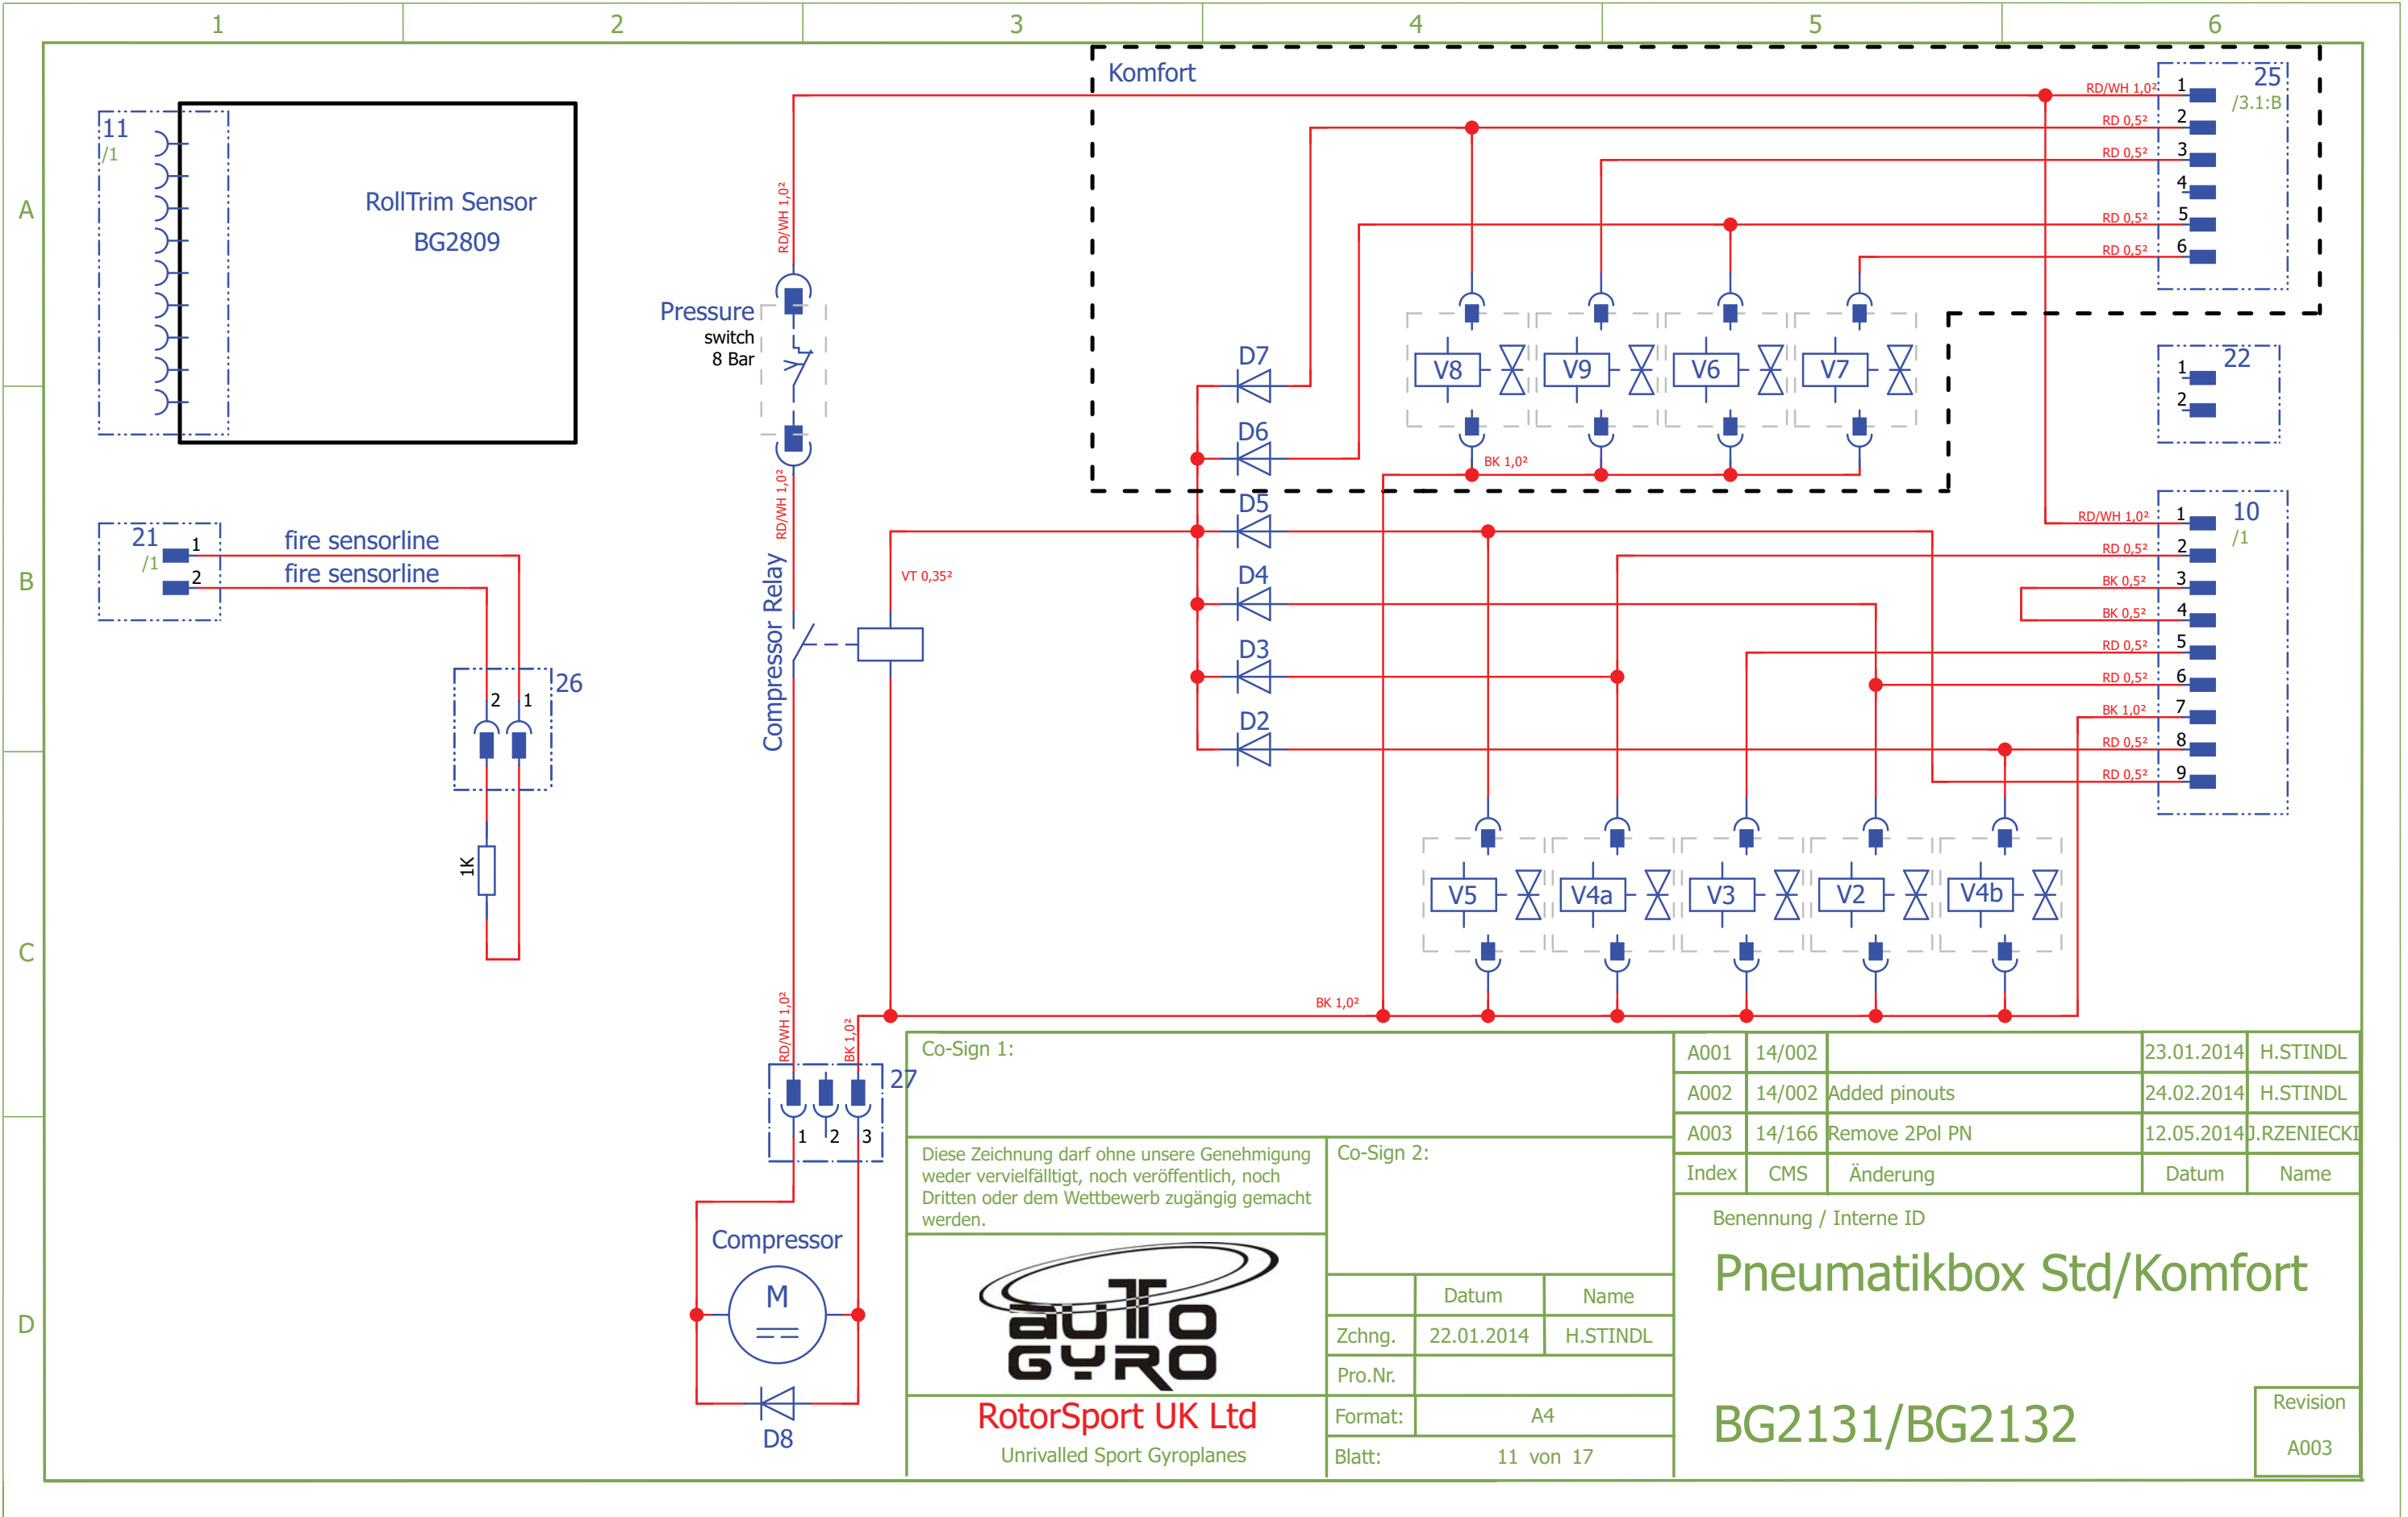 1 2 3 4 5 6
A
B
C
D
Komfort
11
/1
RollTrim Sensor
BG2809
21
/1
1
2
fire sensorline
fire sensorline
26
2 1
1K
RD/WH 1,0²
Pressure
switch
8 Bar
RD/WH 1,0²
Compressor Relay
VT 0,35²
RD/WH 1,0²
BK 1,0²
27
1 2 3
Compressor
M
D8
D7
D6
D5
D4
D3
D2
V8 V9 V6 V7
BK 1,0²
25
/3.1:B
RD/WH 1,0² 1
RD 0,5² 2
RD 0,5² 3
4
RD 0,5² 5
RD 0,5² 6
22
1
2
10
/1
RD/WH 1,0² 1
RD 0,5² 2
BK 0,5² 3
BK 0,5² 4
RD 0,5² 5
RD 0,5² 6
BK 1,0² 7
RD 0,5² 8
RD 0,5² 9
V5 V4a V3 V2 V4b
BK 1,0²
Co-Sign 1:
Diese Zeichnung darf ohne unsere Genehmigung
weder vervielfälltigt, noch veröffentlich, noch
Dritten oder dem Wettbewerb zugängig gemacht
werden.
Co-Sign 2:
AUTO
GYRO
RotorSport UK Ltd
Unrivalled Sport Gyroplanes
Datum Name
Zchng. 22.01.2014 H.STINDL
Pro.Nr.
Format: A4
Blatt: 11 von 17
A001 14/002 23.01.2014 H.STINDL
A002 14/002 Added pinouts 24.02.2014 H.STINDL
A003 14/166 Remove 2Pol PN 12.05.2014 J.RZENIECKI
Index CMS Änderung Datum Name
Benennung / Interne ID
Pneumatikbox Std/Komfort
BG2131/BG2132
Revision
A003